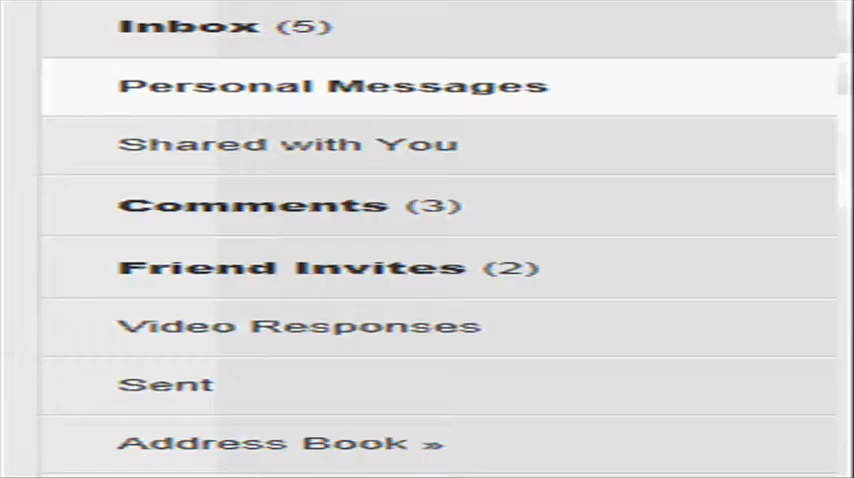 Inbox (5)
Personal Messages
Shared with You
Comments (3)
Friend Invites (2)
Video Responses
Sent
Address Book »